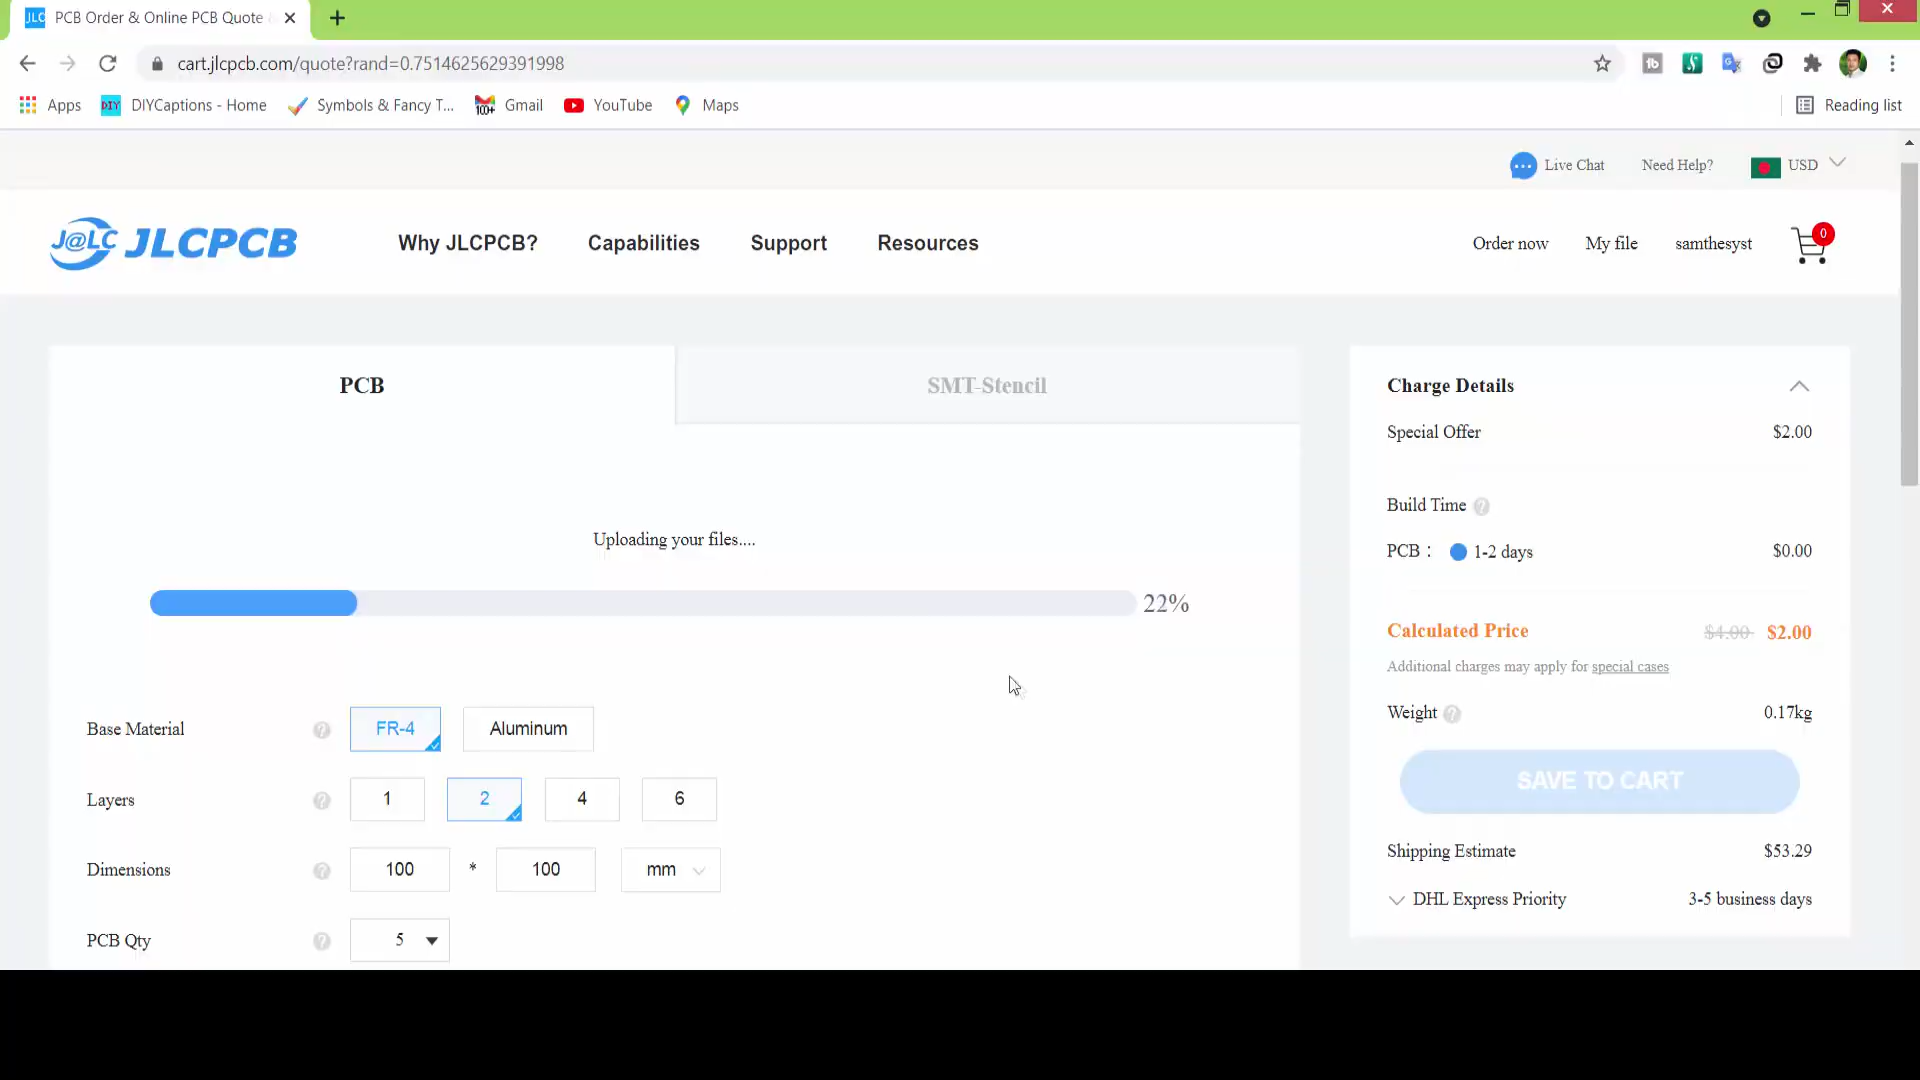 JLC PCB Order & Online PCB Quote
cart.jlcpcb.com/quote?rand=0.7514625629391998
Apps DIY DIYCaptions - Home Symbols & Fancy T... 100+ Gmail YouTube Maps Reading list
Live Chat Need Help? USD
J@LC JLCPCB Why JLCPCB? Capabilities Support Resources Order now My file samthesyst 0
PCB SMT-Stencil
Uploading your files....
22%
Base Material ? FR-4 Aluminum
Layers ? 1 2 4 6
Dimensions ? 100 * 100 mm
PCB Qty ? 5
Charge Details
Special Offer $2.00
Build Time ?
PCB : 1-2 days $0.00
Calculated Price $4.00 $2.00
Additional charges may apply for special cases
Weight ? 0.17kg
SAVE TO CART
Shipping Estimate $53.29
DHL Express Priority 3-5 business days